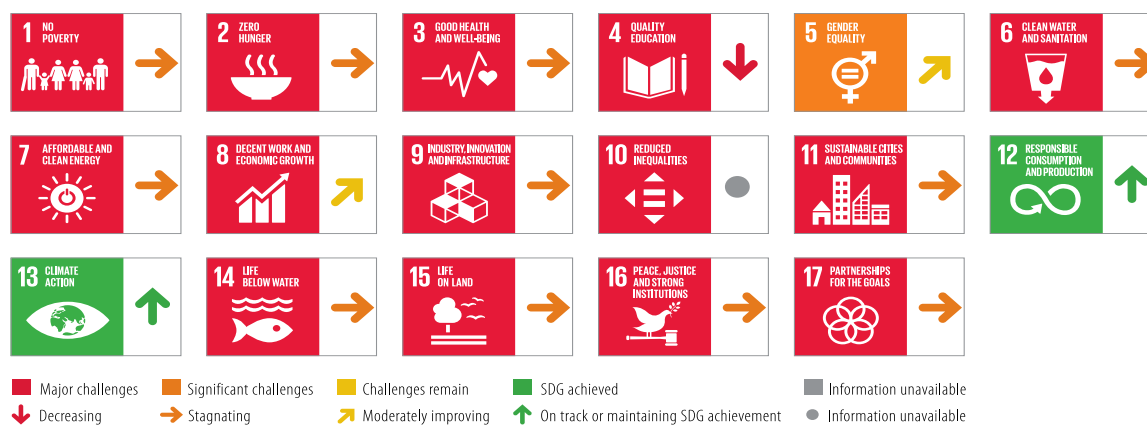 1 NO POVERTY
2 ZERO HUNGER
3 GOOD HEALTH AND WELL-BEING
4 QUALITY EDUCATION
5 GENDER EQUALITY
6 CLEAN WATER AND SANITATION
7 AFFORDABLE AND CLEAN ENERGY
8 DECENT WORK AND ECONOMIC GROWTH
9 INDUSTRY, INNOVATION AND INFRASTRUCTURE
10 REDUCED INEQUALITIES
11 SUSTAINABLE CITIES AND COMMUNITIES
12 RESPONSIBLE CONSUMPTION AND PRODUCTION
13 CLIMATE ACTION
14 LIFE BELOW WATER
15 LIFE ON LAND
16 PEACE, JUSTICE AND STRONG INSTITUTIONS
17 PARTNERSHIPS FOR THE GOALS
Major challenges Significant challenges Challenges remain SDG achieved Information unavailable
Decreasing Stagnating Moderately improving On track or maintaining SDG achievement Information unavailable